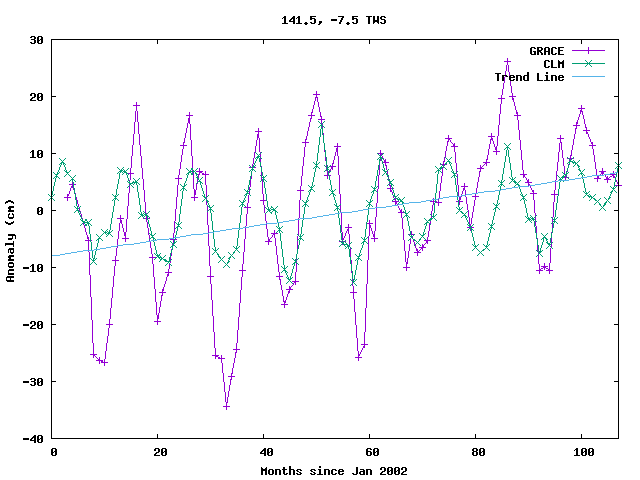 141.5, -7.5 TWS
GRACE
CLM
Trend Line
30
20
10
0
-10
-20
-30
-40
Anomaly (cm)
0 20 40 60 80 100
Months since Jan 2002